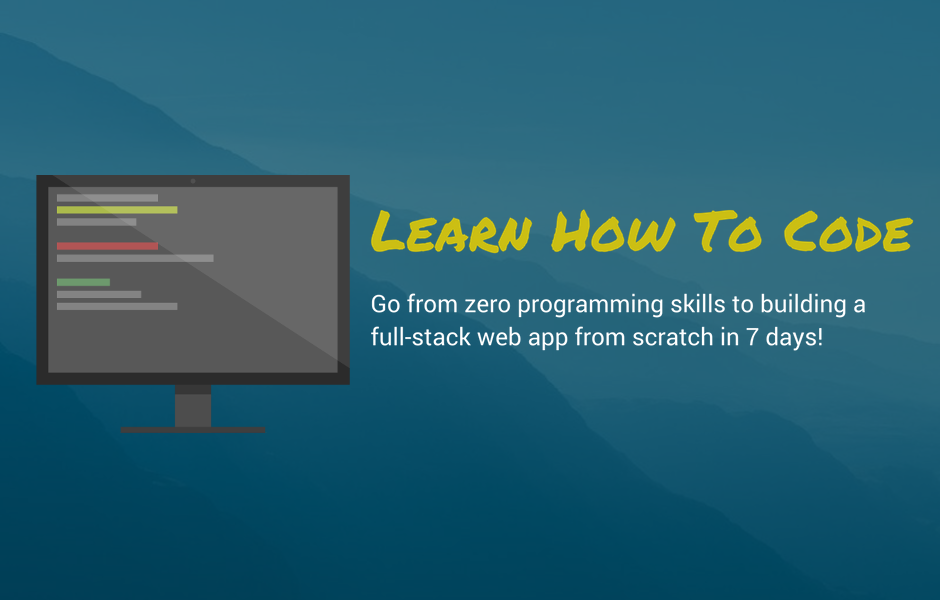 Learn How To Code
Go from zero programming skills to building a
full-stack web app from scratch in 7 days!